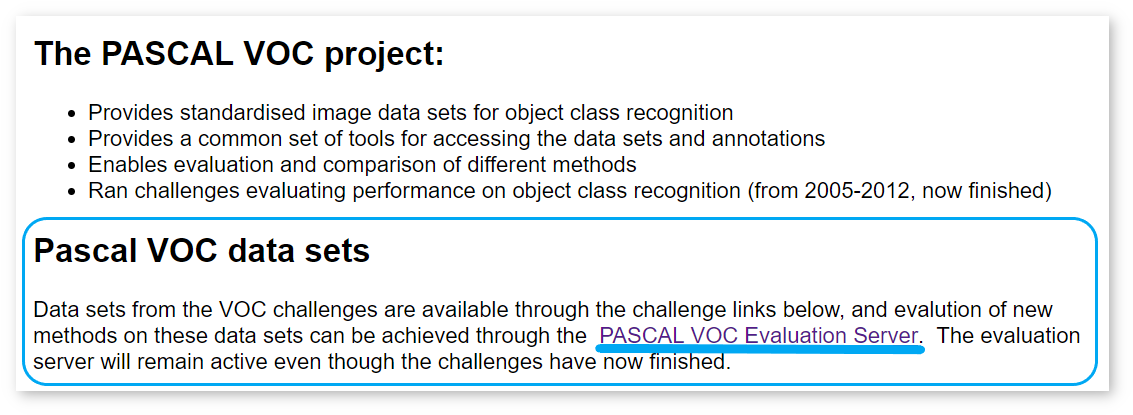 The PASCAL VOC project:
• Provides standardised image data sets for object class recognition
• Provides a common set of tools for accessing the data sets and annotations
• Enables evaluation and comparison of different methods
• Ran challenges evaluating performance on object class recognition (from 2005-2012, now finished)
Pascal VOC data sets
Data sets from the VOC challenges are available through the challenge links below, and evalution of new
methods on these data sets can be achieved through the PASCAL VOC Evaluation Server. The evaluation
server will remain active even though the challenges have now finished.